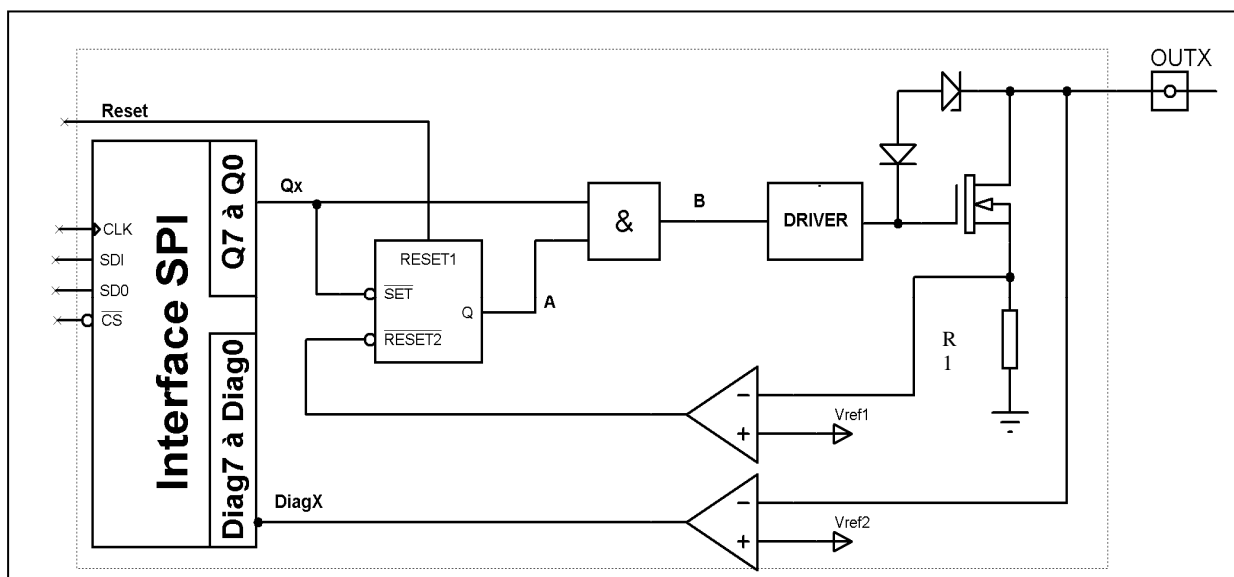 OUTX
Reset
Q7 à Q0
Qx
B
DRIVER
&
CLK
SDI
SD0
CS
Interface SPI
RESET1
SET
Q
A
RESET2
R
1
Diag7 à Diag0
Vref1
DiagX
Vref2
-
+
-
+